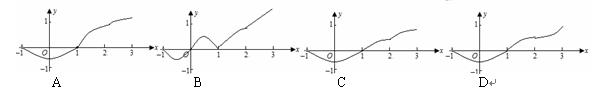 y y y y
1 1 1 1
-1 O 1 2 3 x -1 O 1 2 3 x -1 O 1 2 3 x -1 O 1 2 3 x
-1 -1 -1 -1
A B C D↵